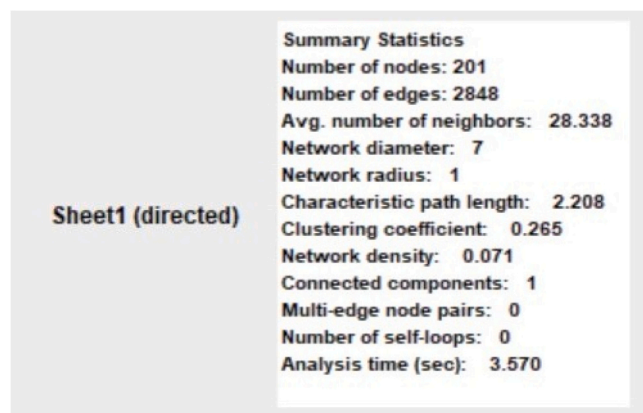 Sheet1 (directed)
Summary Statistics
Number of nodes: 201
Number of edges: 2848
Avg. number of neighbors: 28.338
Network diameter: 7
Network radius: 1
Characteristic path length: 2.208
Clustering coefficient: 0.265
Network density: 0.071
Connected components: 1
Multi-edge node pairs: 0
Number of self-loops: 0
Analysis time (sec): 3.570